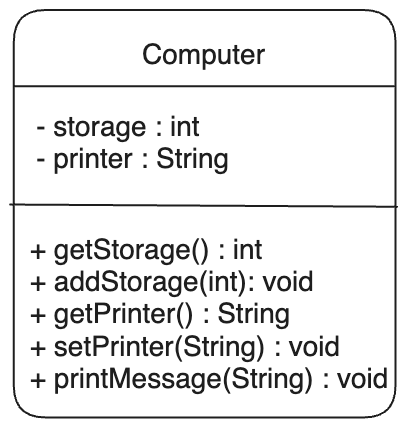 Computer
- storage : int
- printer : String
+ getStorage() : int
+ addStorage(int): void
+ getPrinter() : String
+ setPrinter(String) : void
+ printMessage(String) : void